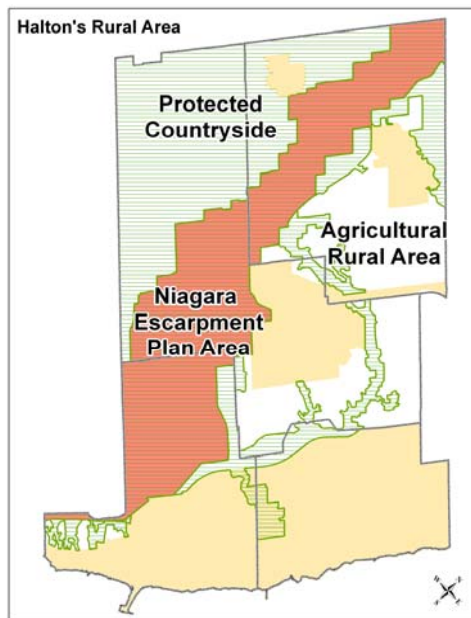 Halton's Rural Area
Protected
Countryside
Agricultural
Rural Area
Niagara
Escarpment
Plan Area